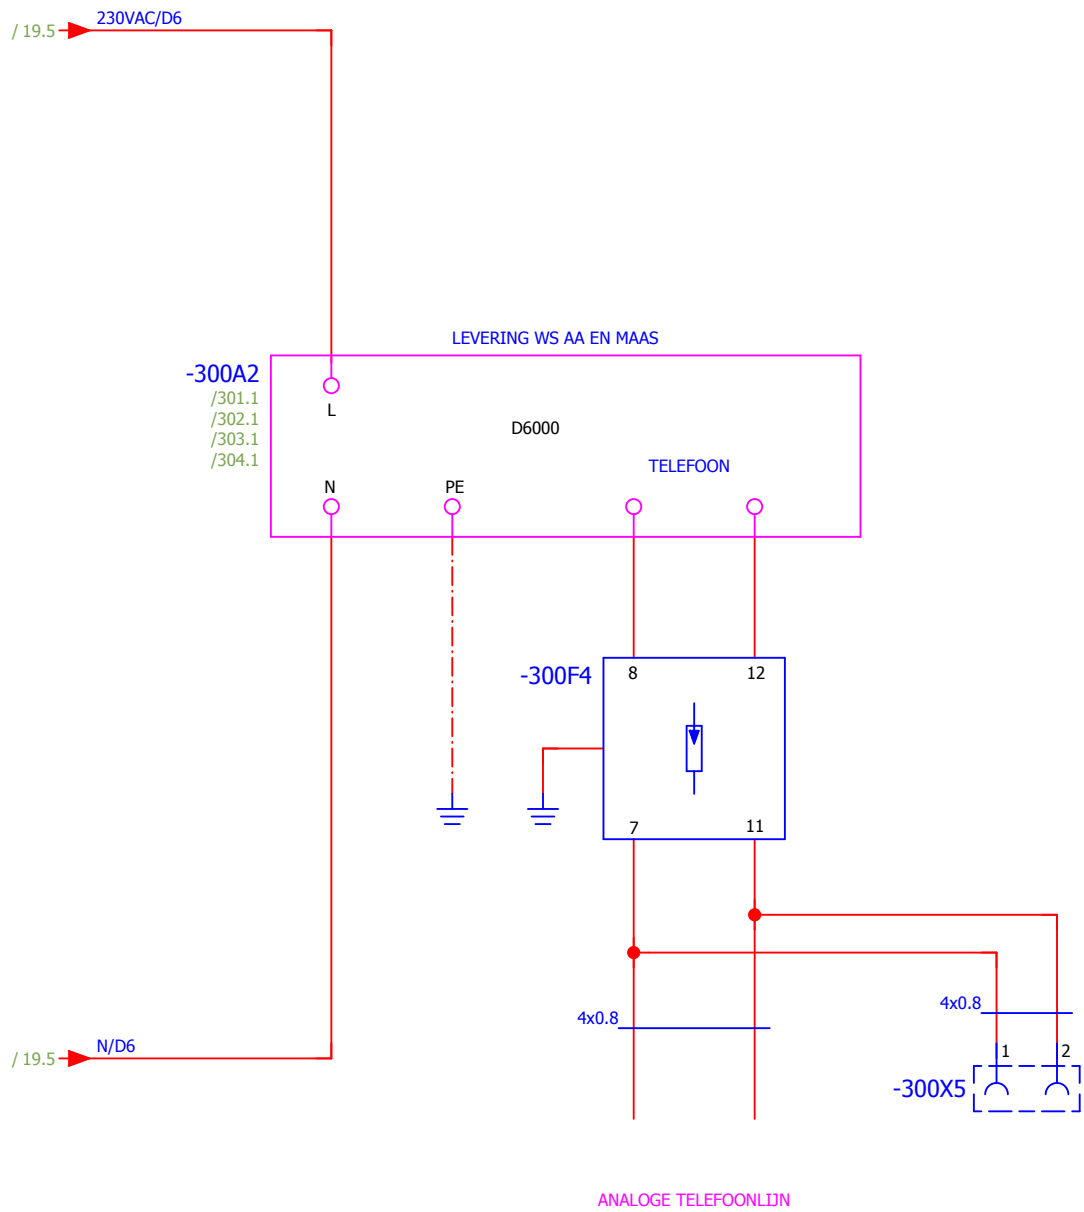 230VAC/D6
/ 19.5
LEVERING WS AA EN MAAS
-300A2
/301.1
/302.1
/303.1
/304.1
L
D6000
TELEFOON
N
PE
-300F4
8
12
7
11
4x0.8
4x0.8
N/D6
/ 19.5
1
2
-300X5
ANALOGE TELEFOONLIJN